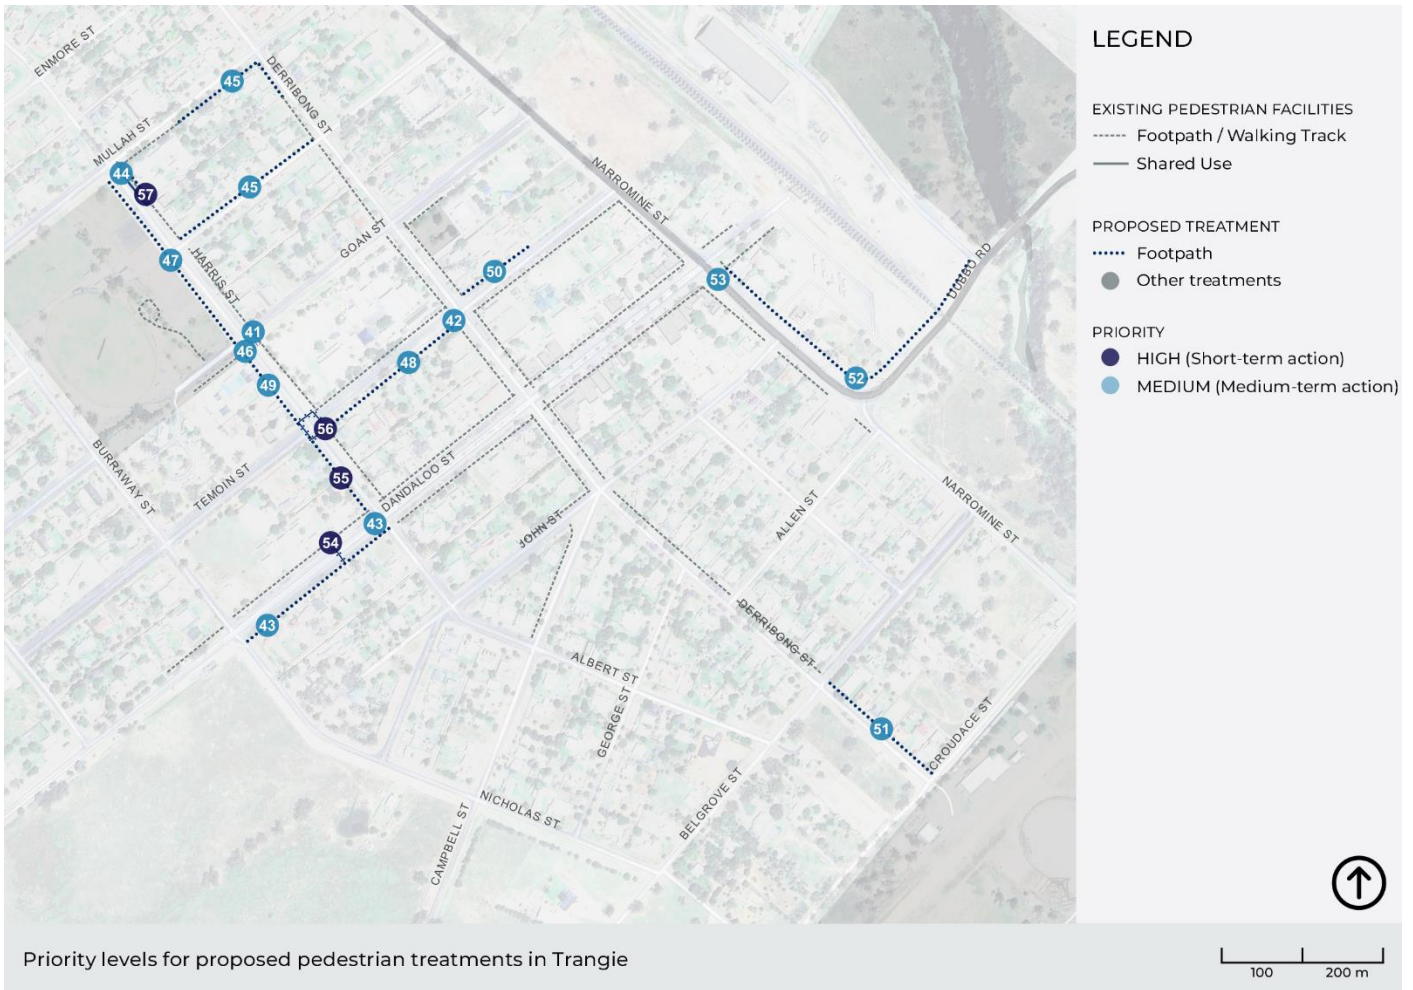 ENMORE ST
DERRIBONG ST
45
MULLAH ST
44
57
45
NARROMINE ST
GOAN ST
47
HARRIS ST
50
53
DUBBO RD
41
42
46
49
48
52
56
BURRAWAY ST
TEMOIN ST
55
DANDALOO ST
43
54
JOHN ST
ALLEN ST
NARROMINE ST
43
DERRIBONG ST
ALBERT ST
GEORGE ST
51
CROUDACE ST
NICHOLAS ST
BELGROVE ST
CAMPBELL ST
LEGEND
EXISTING PEDESTRIAN FACILITIES
Footpath / Walking Track
Shared Use
PROPOSED TREATMENT
Footpath
Other treatments
PRIORITY
HIGH (Short-term action)
MEDIUM (Medium-term action)
Priority levels for proposed pedestrian treatments in Trangie
100 200 m